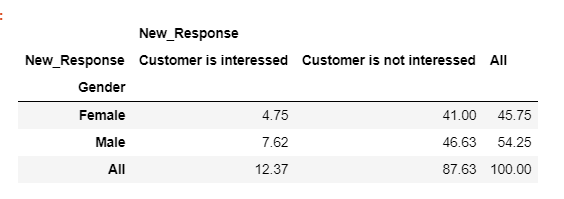 :
New_Response
New_Response Customer is interessed Customer is not interessed All
Gender
Female 4.75 41.00 45.75
Male 7.62 46.63 54.25
All 12.37 87.63 100.00